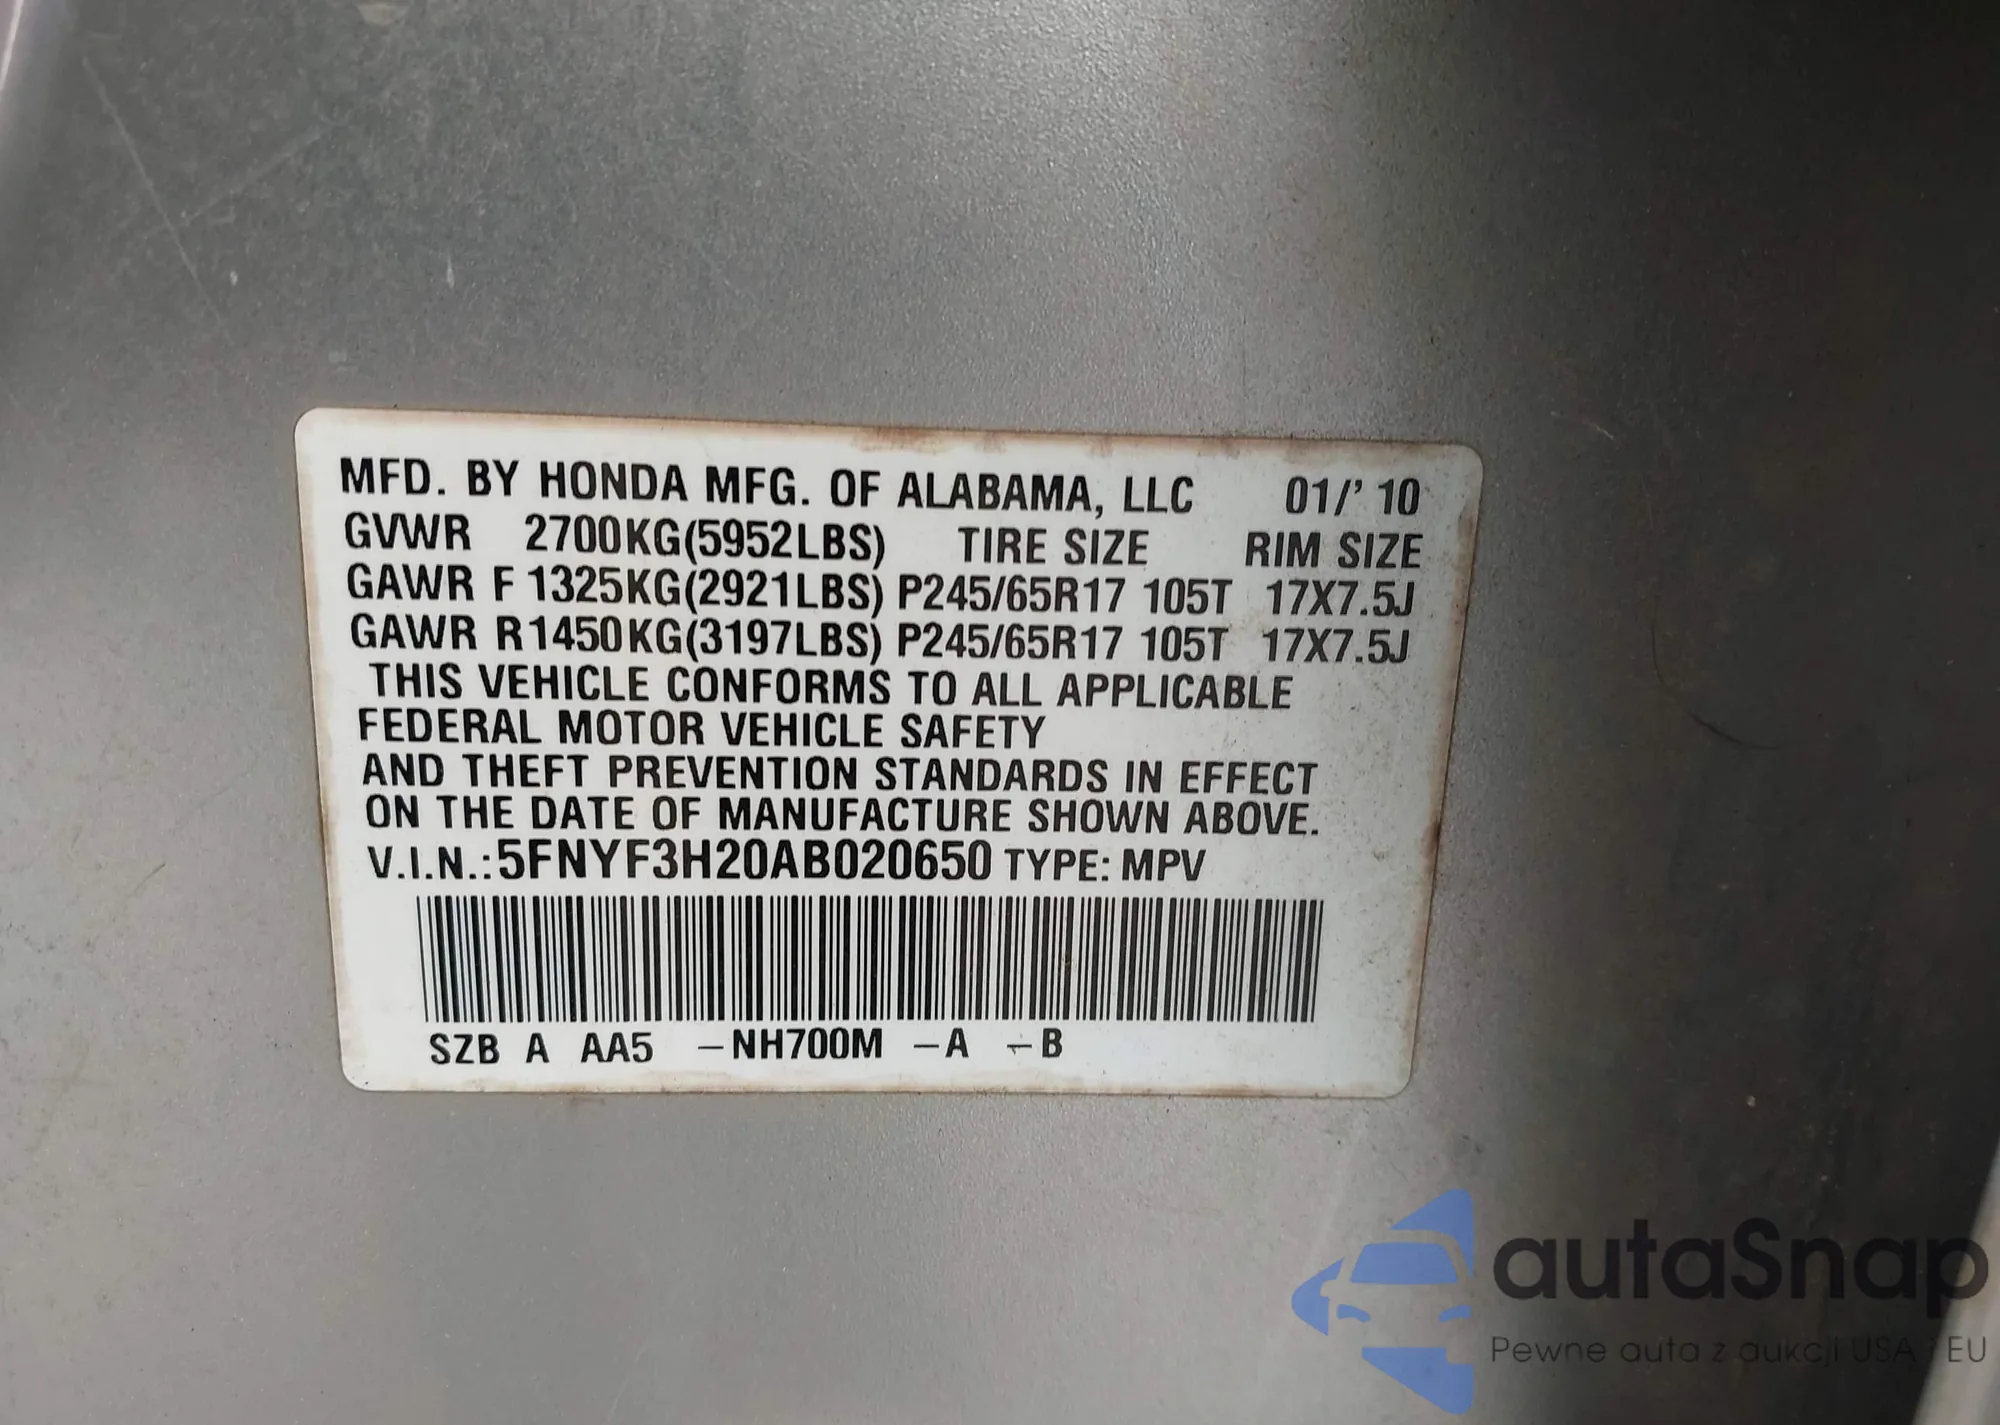 MFD. BY HONDA MFG. OF ALABAMA, LLC 01/' 10
GVWR 2700KG(5952LBS) TIRE SIZE RIM SIZE
GAWR F 1325KG(2921LBS) P245/65R17 105T 17X7.5J
GAWR R1450KG(3197LBS) P245/65R17 105T 17X7.5J
THIS VEHICLE CONFORMS TO ALL APPLICABLE
FEDERAL MOTOR VEHICLE SAFETY
AND THEFT PREVENTION STANDARDS IN EFFECT
ON THE DATE OF MANUFACTURE SHOWN ABOVE.
V.I.N.:5FNYF3H20AB020650 TYPE: MPV
SZB A AA5 –NH700M –A –B
autaSnap
Pewne auta z aukcji USA i EU